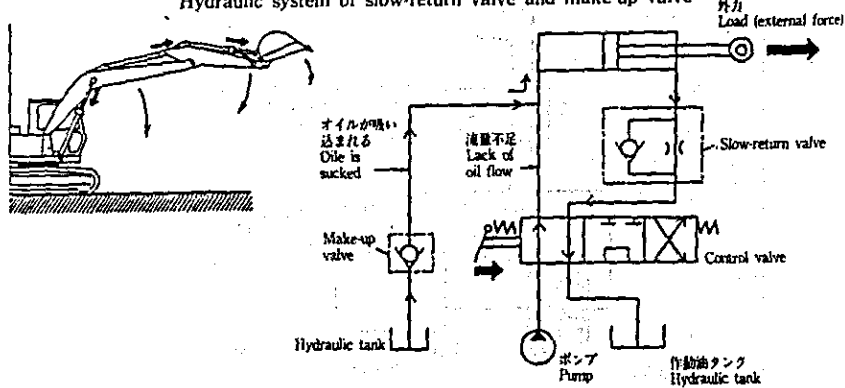 Hydraulic system of slow-return valve and make-up valve
外力
Load (external force)
オイルが吸い
込まれる
Oile is
sucked
流量不足
Lack of
oil flow
Slow-return valve
Make-up
valve
Control valve
Hydraulic tank
ポンプ
Pump
作動油タンク
Hydraulic tank